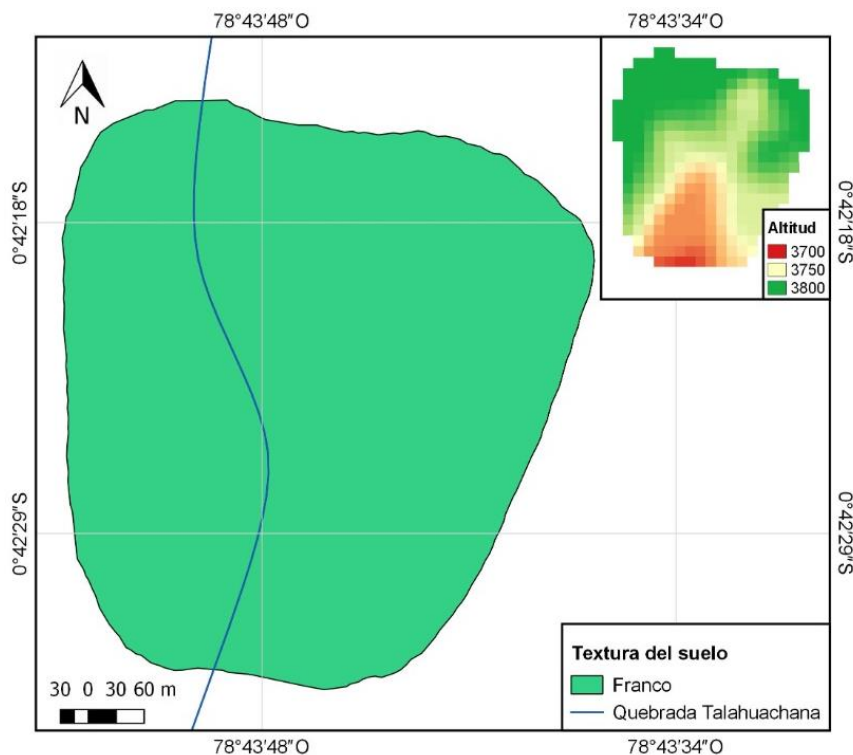 78°43'48"O 78°43'34"O
N
Altitud
3700
3750
3800
0°42'18"S
0°42'18"S
0°42'29"S
0°42'29"S
30 0 30 60 m
Textura del suelo
Franco
Quebrada Talahuachana
78°43'48"O 78°43'34"O